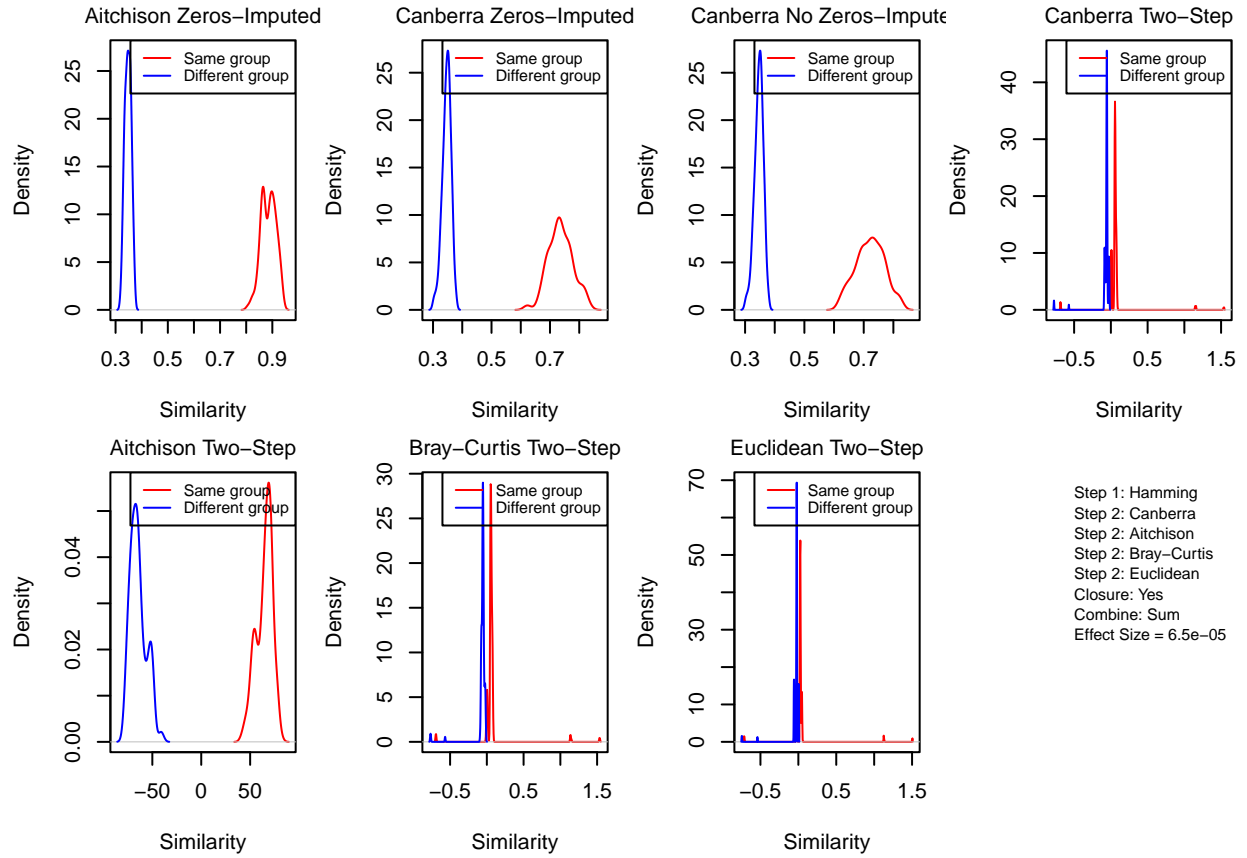 Aitchison Zeros−Imputed
Same group
Different group
Density
0 5 10 15 20 25
0.3 0.5 0.7 0.9
Similarity
Canberra Zeros−Imputed
Same group
Different group
Density
0 5 10 15 20 25
0.3 0.5 0.7
Similarity
Canberra No Zeros−Impute
Same group
Different group
Density
0 5 10 15 20 25
0.3 0.5 0.7
Similarity
Canberra Two−Step
Same group
Different group
Density
0 10 20 30 40
−0.5 0.5 1.5
Similarity
Aitchison Two−Step
Same group
Different group
Density
0.00 0.02 0.04
−50 0 50
Similarity
Bray−Curtis Two−Step
Same group
Different group
Density
0 5 10 15 20 25 30
−0.5 0.5 1.5
Similarity
Euclidean Two−Step
Same group
Different group
Density
0 10 30 50 70
−0.5 0.5 1.5
Similarity
Step 1: Hamming
Step 2: Canberra
Step 2: Aitchison
Step 2: Bray−Curtis
Step 2: Euclidean
Closure: Yes
Combine: Sum
Effect Size = 6.5e−05